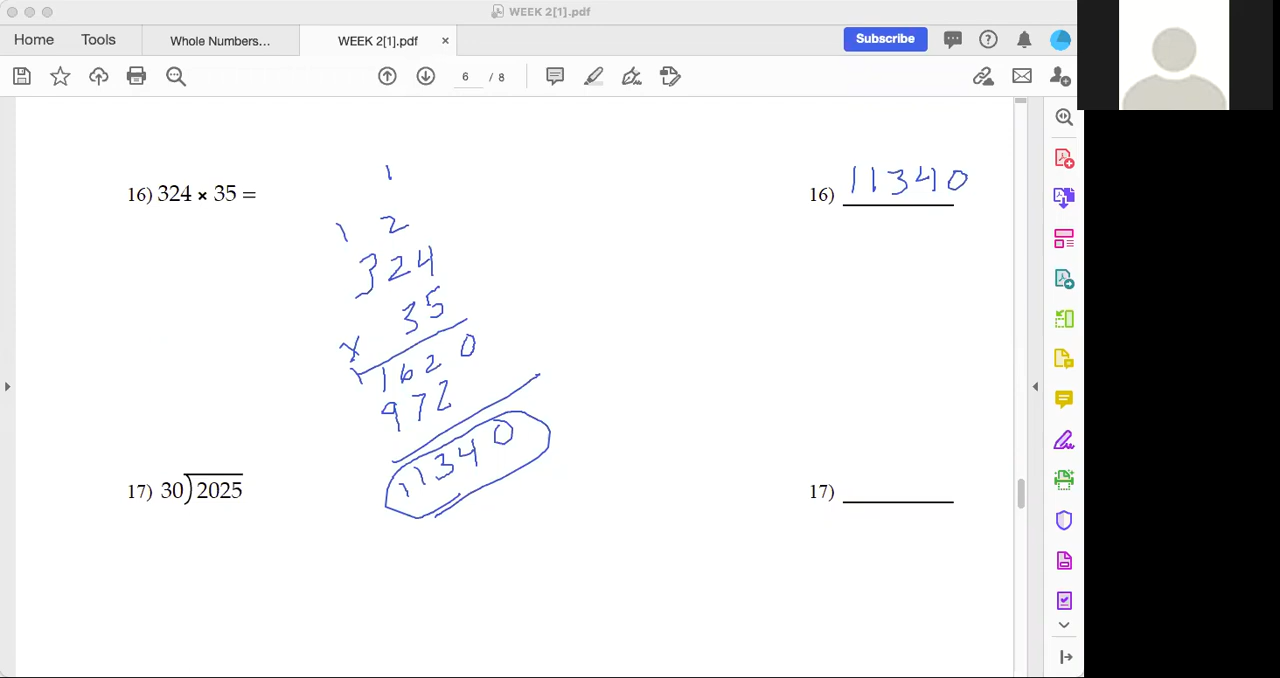 WEEK 2[1].pdf
Home Tools Whole Numbers... WEEK 2[1].pdf × Subscribe
6 / 8
16) 324 × 35 =
16) 11340
1
1 2
324
35
x
1620
972
11340
17) 30)2025
17)